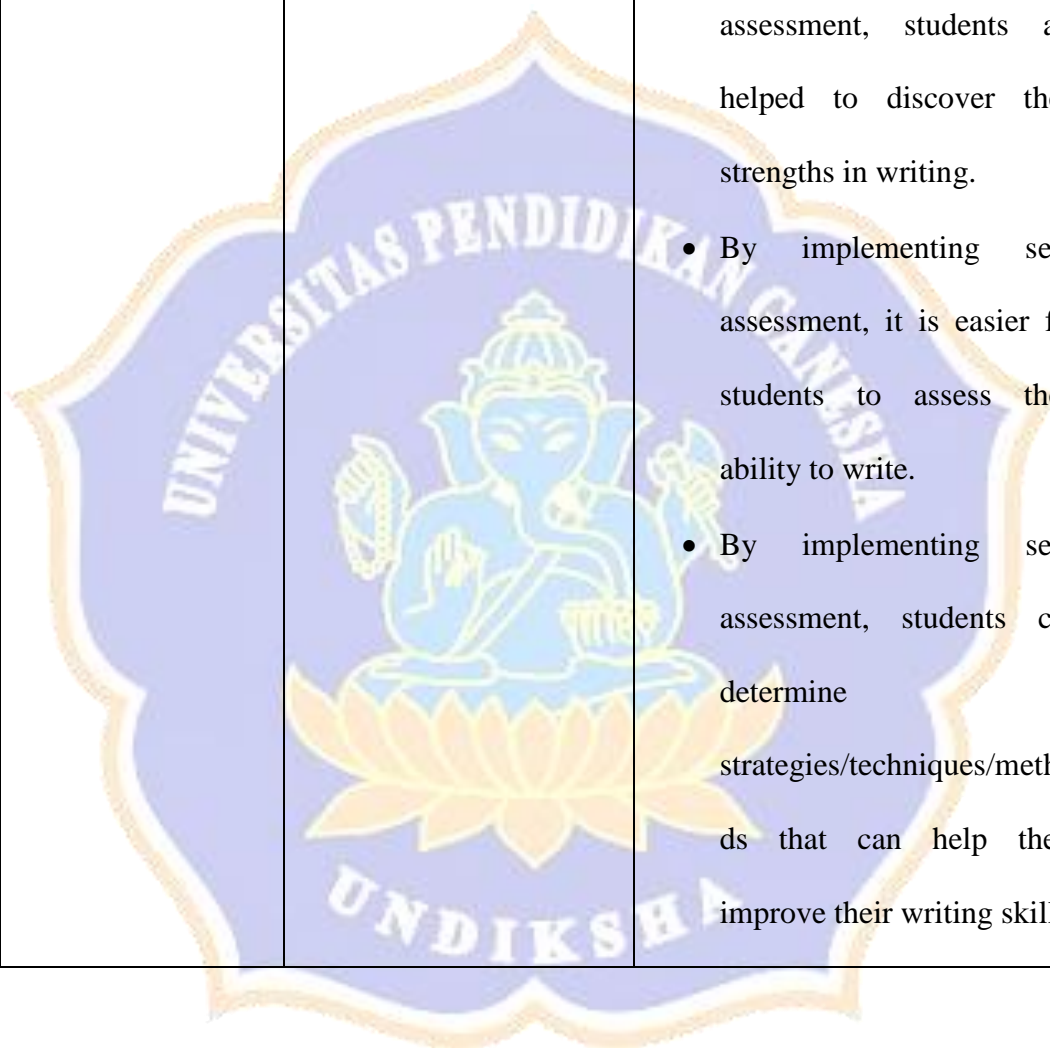 assessment, students a
helped to discover the
strengths in writing.
UNIVERSITAS PENDIDIKAN GANESHA
• By implementing se
assessment, it is easier f
students to assess the
ability to write.
• By implementing se
assessment, students c
determine
strategies/techniques/meth
ds that can help the
improve their writing skill
UNDIKSHA